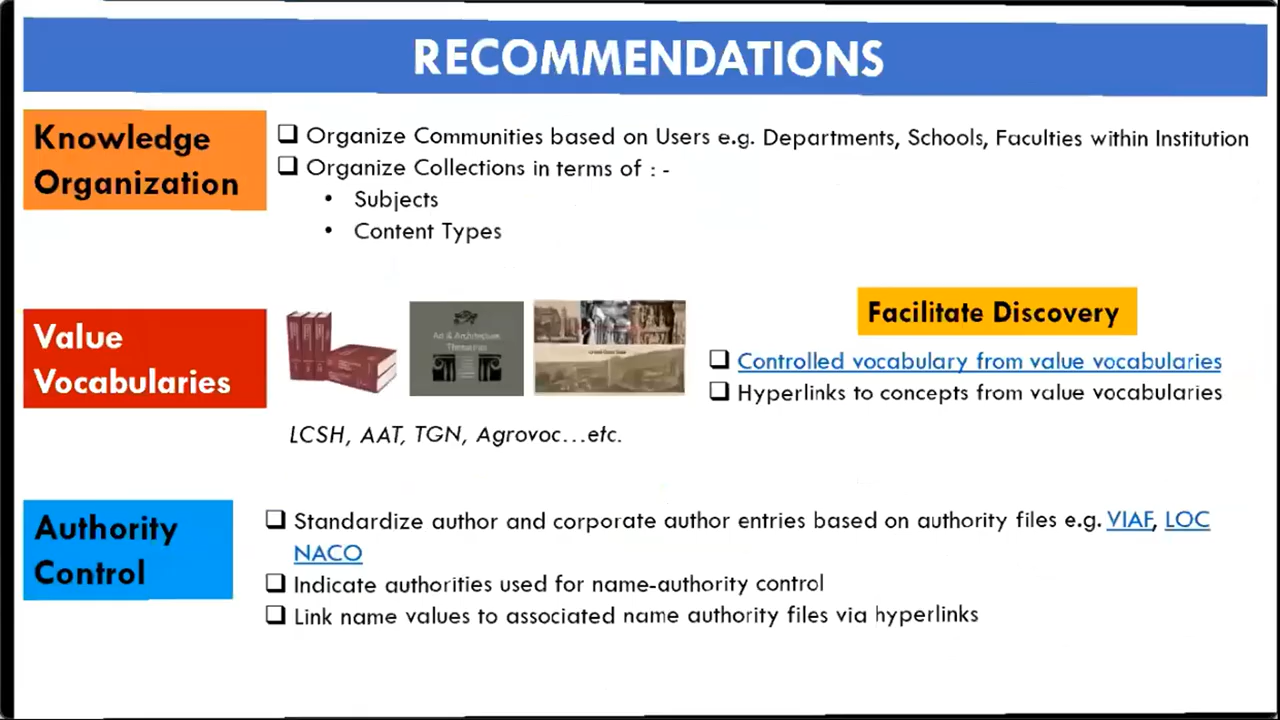 RECOMMENDATIONS
Knowledge
Organization
❑ Organize Communities based on Users e.g. Departments, Schools, Faculties within Institution
❑ Organize Collections in terms of : -
• Subjects
• Content Types
Value
Vocabularies
Art & Architecture
Thesaurus
LCSH, AAT, TGN, Agrovoc...etc.
Facilitate Discovery
❑ Controlled vocabulary from value vocabularies
❑ Hyperlinks to concepts from value vocabularies
Authority
Control
❑ Standardize author and corporate author entries based on authority files e.g. VIAF, LOC
NACO
❑ Indicate authorities used for name-authority control
❑ Link name values to associated name authority files via hyperlinks